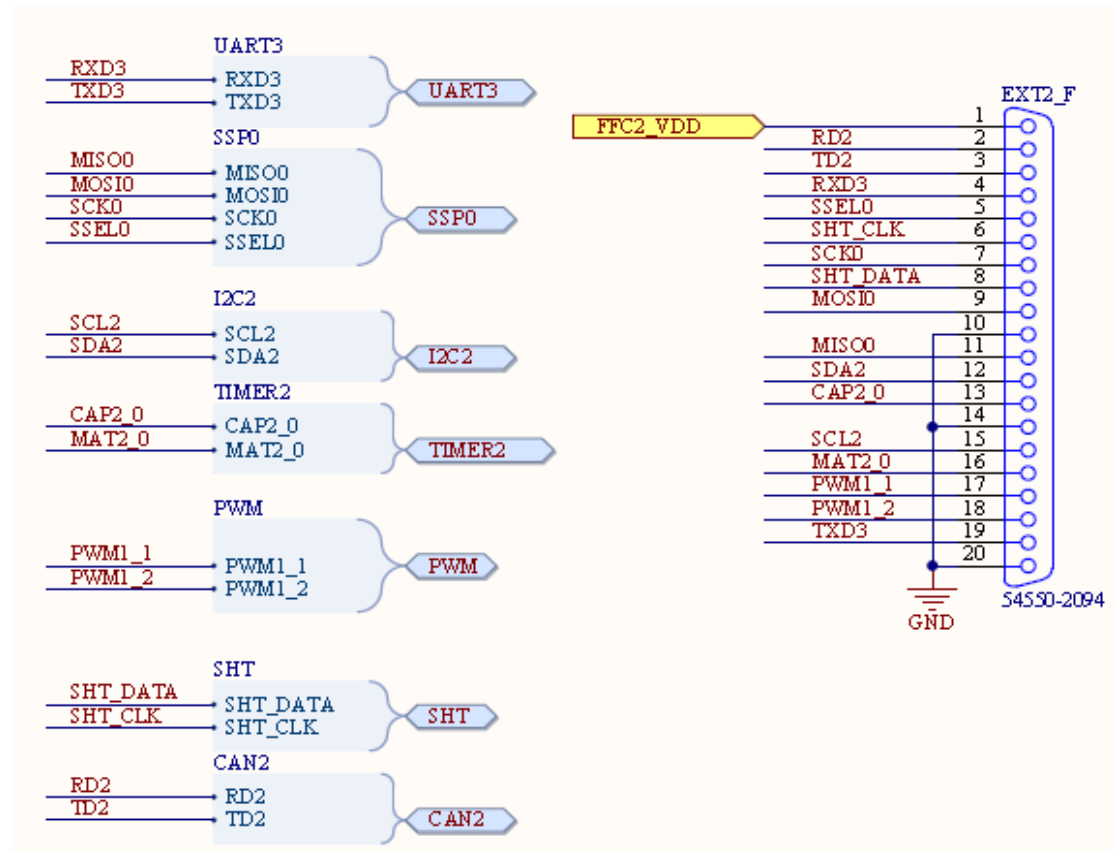 UART3
RXD3
TXD3
RXD3
TXD3
UART3
SSP0
MISO0
MOSI0
SCK0
SSEL0
MISO0
MOSI0
SCK0
SSEL0
SSP0
I2C2
SCL2
SDA2
SCL2
SDA2
I2C2
TIMER2
CAP2_0
MAT2_0
CAP2_0
MAT2_0
TIMER2
PWM
PWM1_1
PWM1_2
PWM1_1
PWM1_2
PWM
SHT
SHT_DATA
SHT_CLK
SHT_DATA
SHT_CLK
SHT
CAN2
RD2
TD2
RD2
TD2
CAN2
EXT2_F
FFC2_VDD 1
RD2 2
TD2 3
RXD3 4
SSEL0 5
SHT_CLK 6
SCK0 7
SHT_DATA 8
MOSI0 9
10
MISO0 11
SDA2 12
CAP2_0 13
14
SCL2 15
MAT2_0 16
PWM1_1 17
PWM1_2 18
TXD3 19
20
54550-2094
GND